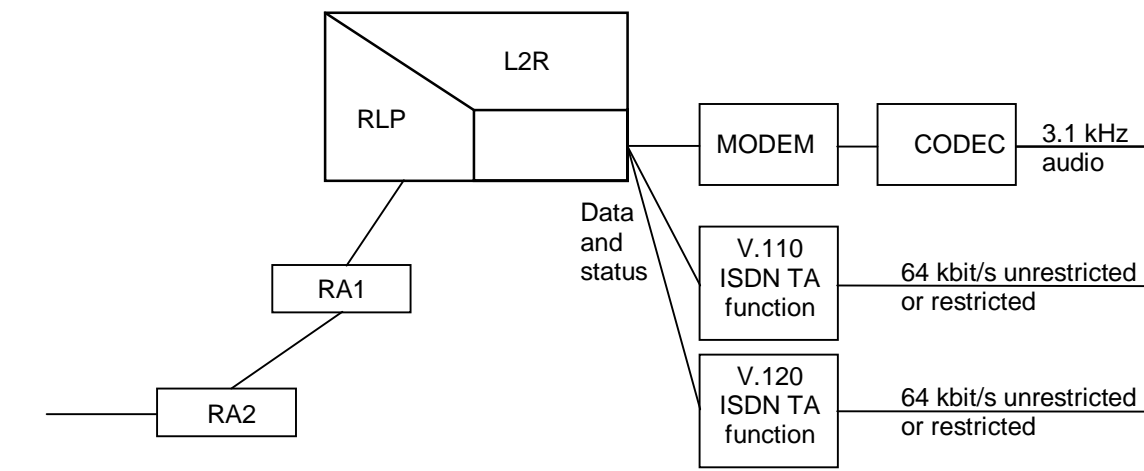 L2R
RLP
MODEM
CODEC
3.1 kHz
audio
Data
and
status
V.110
ISDN TA
function
64 kbit/s unrestricted
or restricted
RA1
V.120
ISDN TA
function
64 kbit/s unrestricted
or restricted
RA2